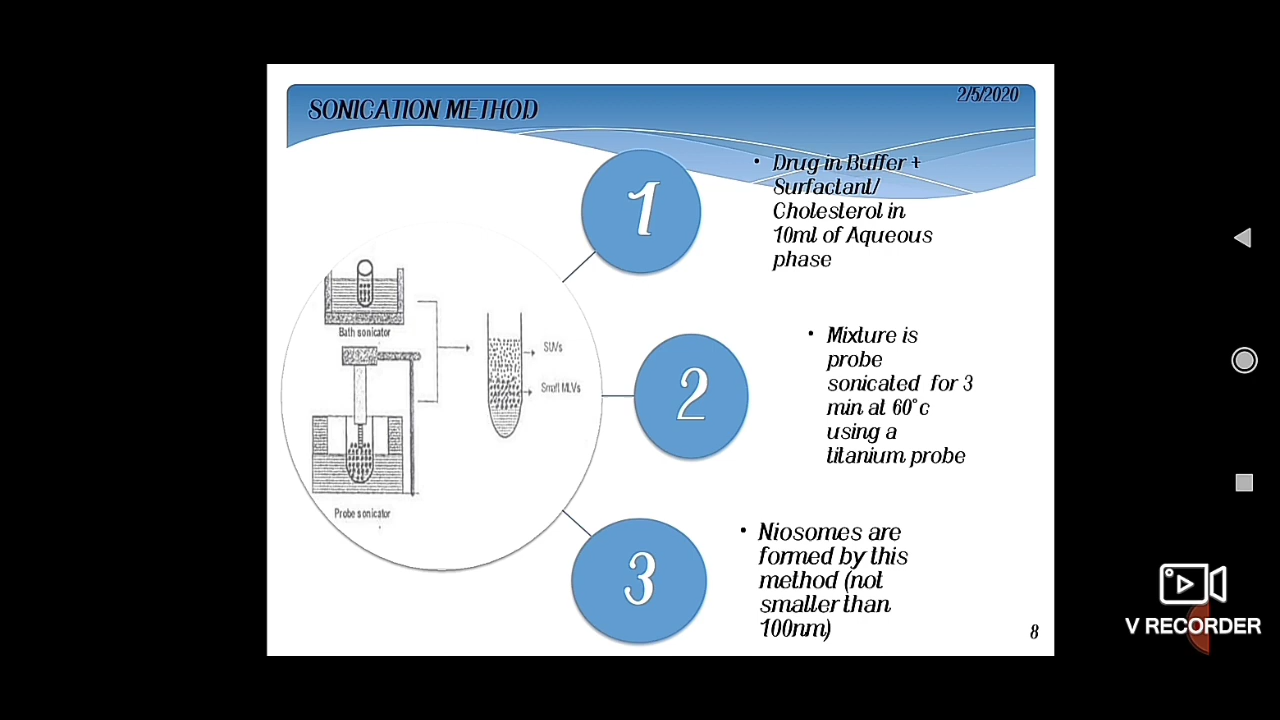 SONICATION METHOD
2/5/2020
1
• Drug in Buffer +
Surfactant/
Cholesterol in
10ml of Aqueous
phase
Bath sonicator
SUVs
Small MLVs
Probe sonicator
2
• Mixture is
probe
sonicated for 3
min at 60°c
using a
titanium probe
3
• Niosomes are
formed by this
method (not
smaller than
100nm)
8
V RECORDER